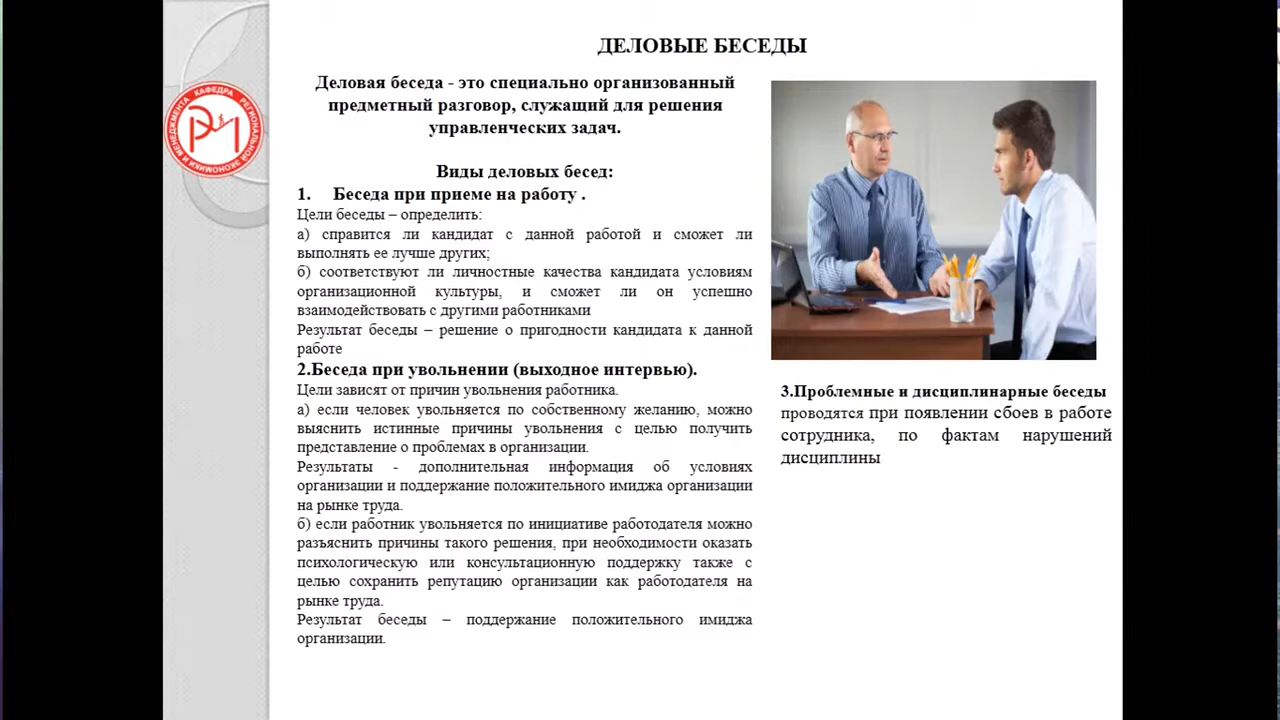 ДЕЛОВЫЕ БЕСЕДЫ
КАФЕДРА РЕГИОНАЛЬНОЙ ЭКОНОМИКИ И МЕНЕДЖМЕНТА
Деловая беседа - это специально организованный
предметный разговор, служащий для решения
управленческих задач.
Виды деловых бесед:
1. Беседа при приеме на работу .
Цели беседы – определить:
а) справится ли кандидат с данной работой и сможет ли
выполнять ее лучше других;
б) соответствуют ли личностные качества кандидата условиям
организационной культуры, и сможет ли он успешно
взаимодействовать с другими работниками
Результат беседы – решение о пригодности кандидата к данной
работе
2.Беседа при увольнении (выходное интервью).
Цели зависят от причин увольнения работника.
а) если человек увольняется по собственному желанию, можно
выяснить истинные причины увольнения с целью получить
представление о проблемах в организации.
Результаты - дополнительная информация об условиях
организации и поддержание положительного имиджа организации
на рынке труда.
б) если работник увольняется по инициативе работодателя можно
разъяснить причины такого решения, при необходимости оказать
психологическую или консультационную поддержку также с
целью сохранить репутацию организации как работодателя на
рынке труда.
Результат беседы – поддержание положительного имиджа
организации.
3.Проблемные и дисциплинарные беседы
проводятся при появлении сбоев в работе
сотрудника, по фактам нарушений
дисциплины